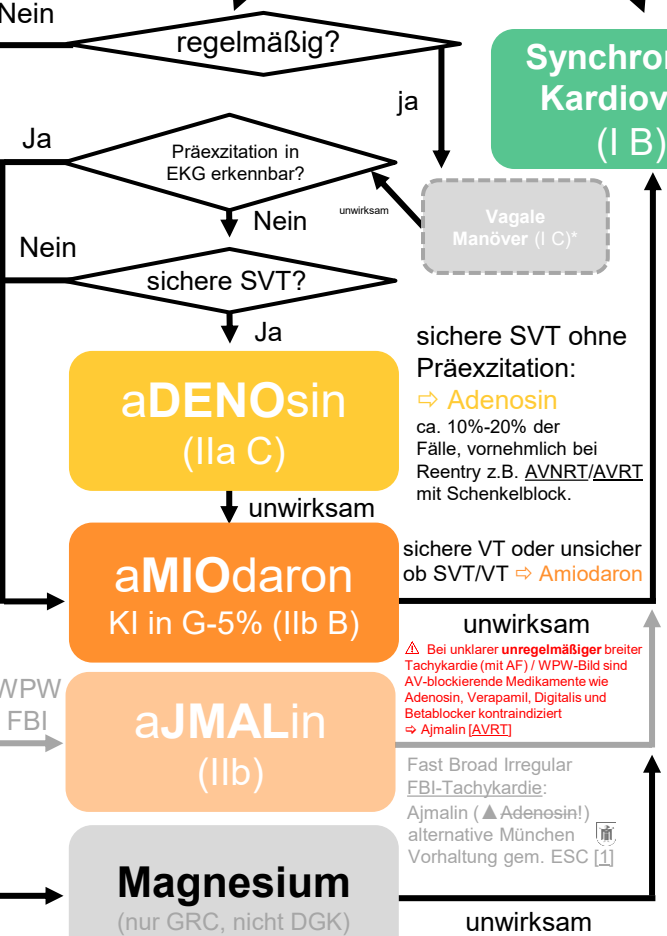 Nein
regelmäßig?
ja
Synchro
Kardiov
(I B)
Ja
Präexzitation in
EKG erkennbar?
unwirksam
Nein
Vagale
Manöver (I C)*
Nein
sichere SVT?
Ja
aDENOsin
(IIa C)
sichere SVT ohne
Präexzitation:
⇨ Adenosin
ca. 10%-20% der
Fälle, vornehmlich bei
Reentry z.B. AVNRT/AVRT
mit Schenkelblock.
unwirksam
aMIOdaron
KI in G-5% (IIb B)
sichere VT oder unsicher
ob SVT/VT ⇨ Amiodaron
unwirksam
⚠ Bei unklarer unregelmäßiger breiter
Tachykardie (mit AF) / WPW-Bild sind
AV-blockierende Medikamente wie
Adenosin, Verapamil, Digitalis und
Betablocker kontraindiziert
⇨ Ajmalin [AVRT]
WPW
FBI
aJMALin
(IIb)
Fast Broad Irregular
FBI-Tachykardie:
Ajmalin (▲Adenosin!)
alternative München
Vorhaltung gem. ESC [1]
Magnesium
(nur GRC, nicht DGK)
unwirksam